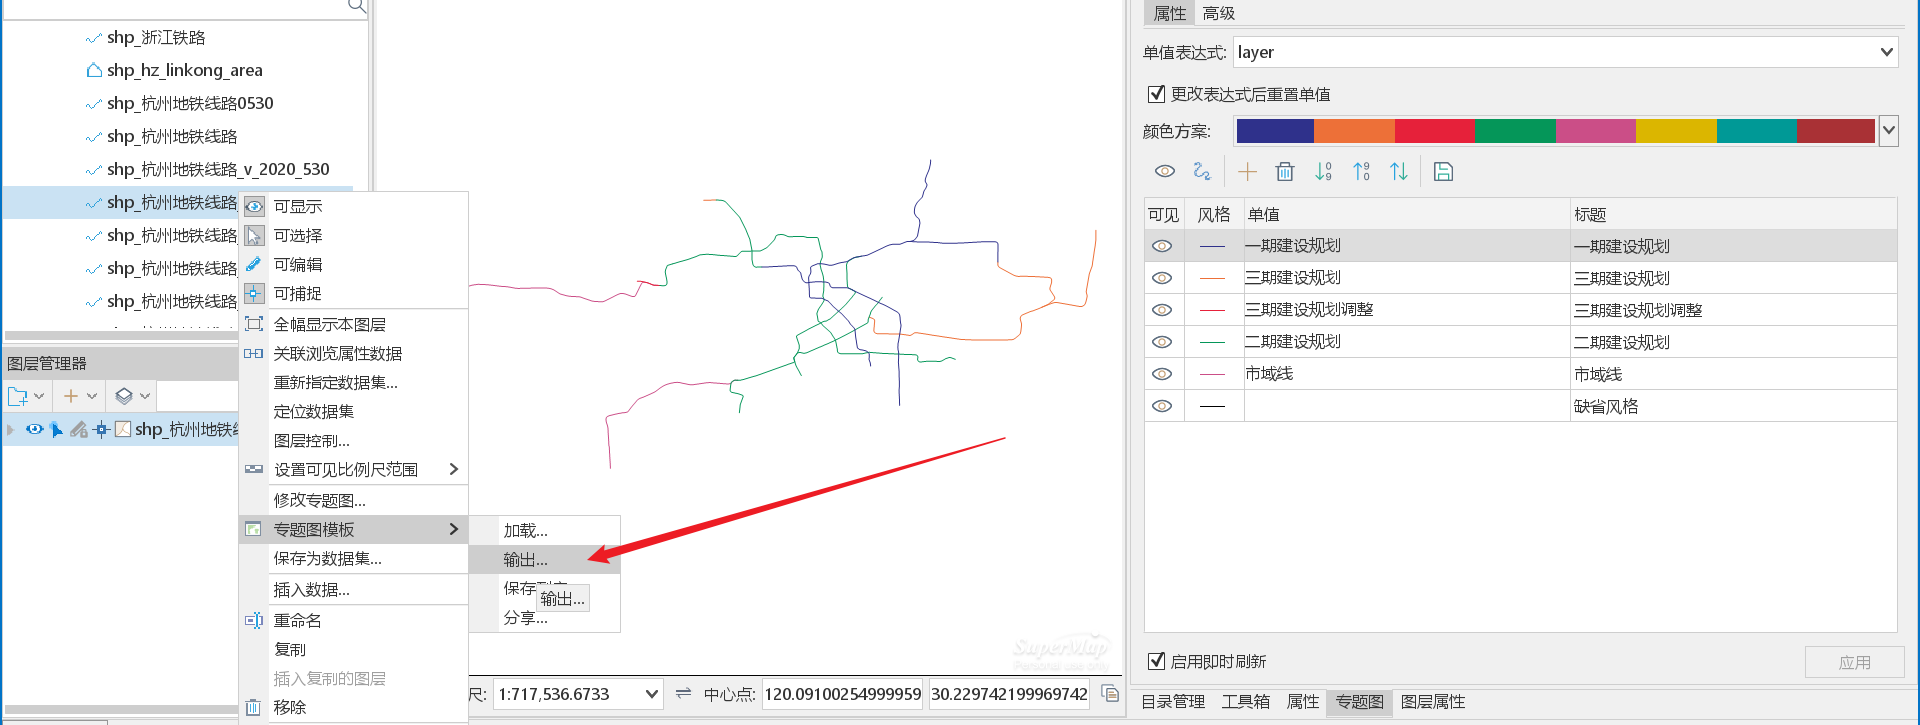 shp_浙江铁路
shp_hz_linkong_area
shp_杭州地铁线路0530
shp_杭州地铁线路
shp_杭州地铁线路_v_2020_530
shp_杭州地铁线路_
shp_杭州地铁线路
shp_杭州地铁线路
shp_杭州地铁线路
图层管理器
shp_杭州地铁线
可显示
可选择
可编辑
可捕捉
全幅显示本图层
关联浏览属性数据
重新指定数据集...
定位数据集
图层控制...
设置可见比例尺范围
修改专题图...
专题图模板
保存为数据集...
插入数据...
重命名
复制
插入复制的图层
移除
加载...
输出...
保存到
输出...
分享...
SuperMap
Personal use only
尺:
1:717,536.6733
中心点:
120.09100254999959
30.229742199969742
属性 高级
单值表达式: layer
更改表达式后重置单值
颜色方案:
可见 风格 单值 标题
一期建设规划 一期建设规划
三期建设规划 三期建设规划
三期建设规划调整 三期建设规划调整
二期建设规划 二期建设规划
市域线 市域线
缺省风格
启用即时刷新
应用
目录管理 工具箱 属性 专题图 图层属性